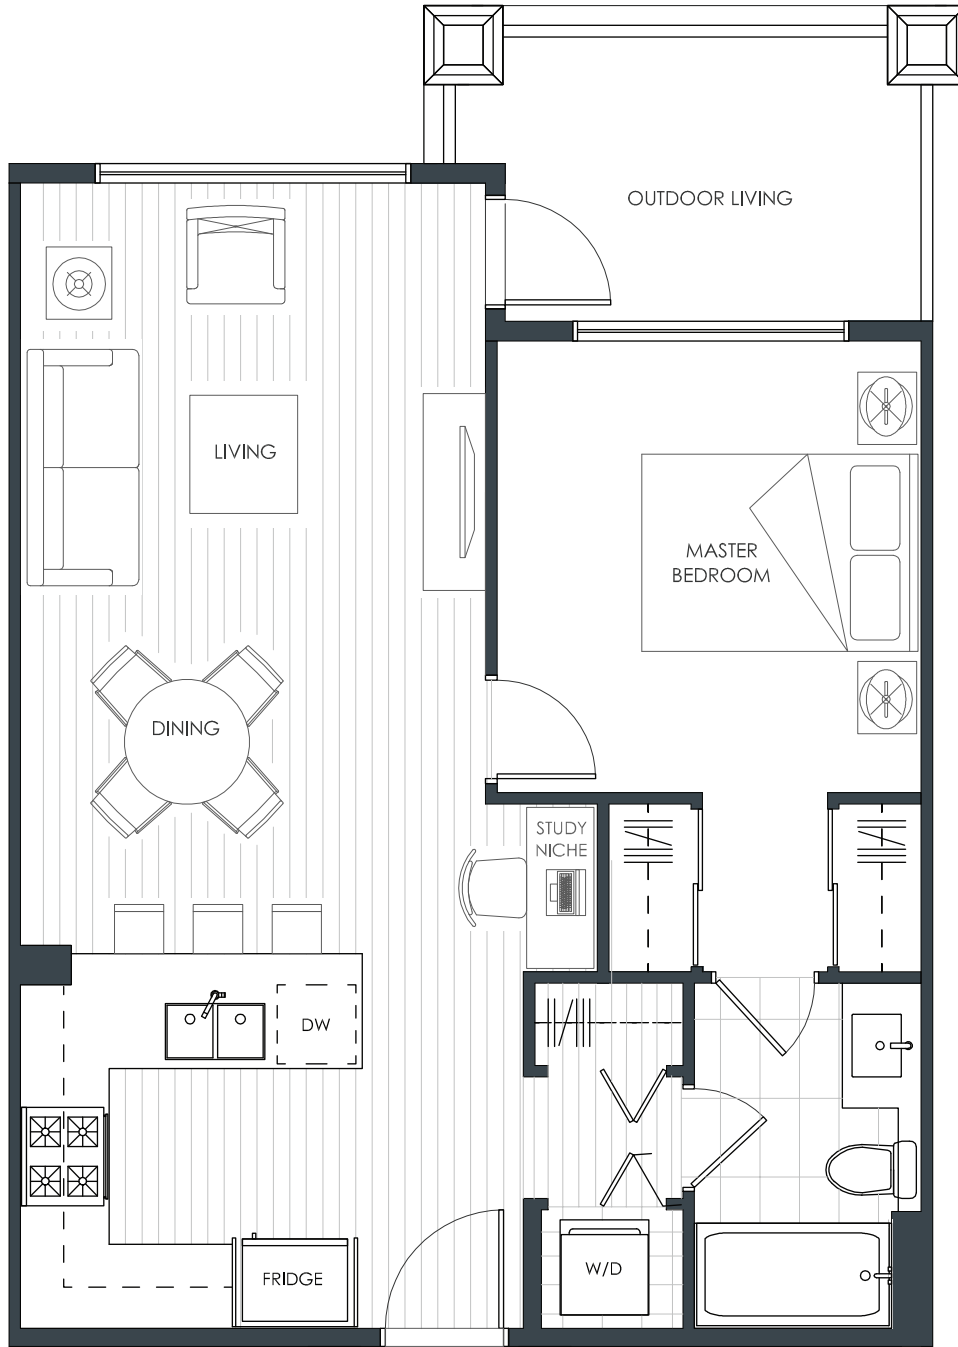 OUTDOOR LIVING
LIVING
MASTER
BEDROOM
DINING
STUDY
NICHE
DW
W/D
FRIDGE